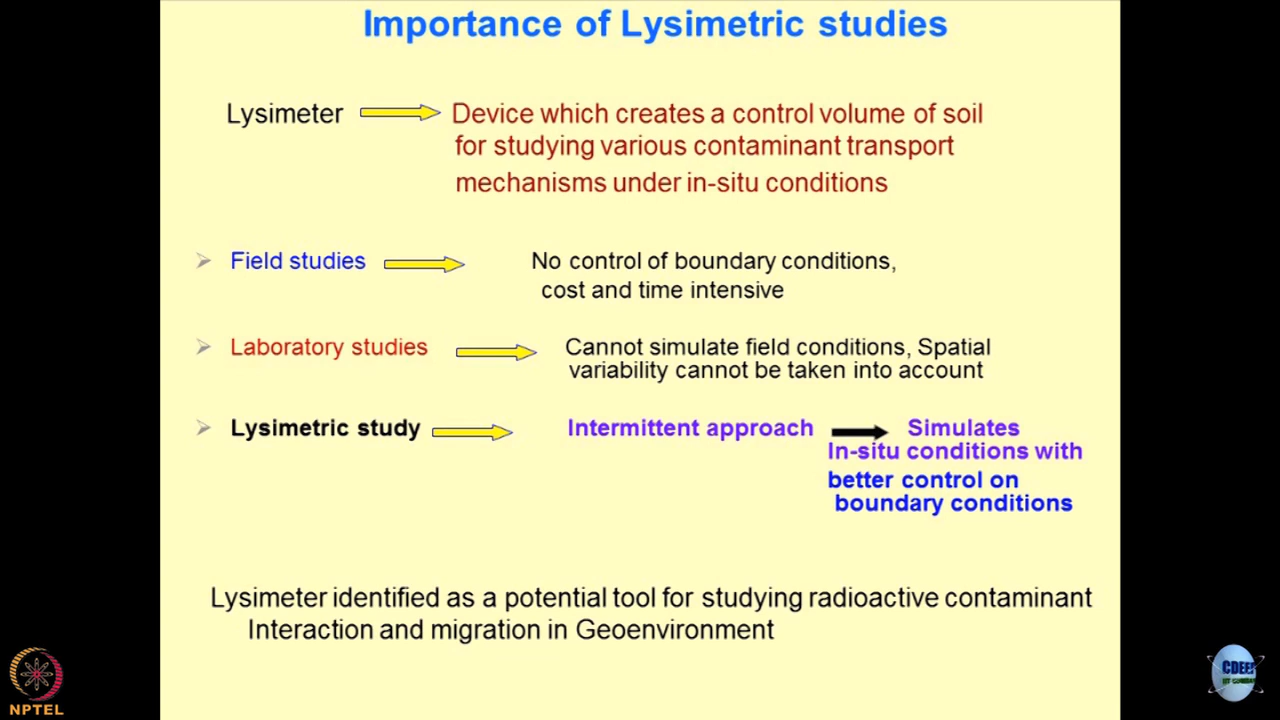 Importance of Lysimetric studies
Lysimeter
Device which creates a control volume of soil
for studying various contaminant transport
mechanisms under in-situ conditions
Field studies
No control of boundary conditions,
cost and time intensive
Laboratory studies
Cannot simulate field conditions, Spatial
variability cannot be taken into account
Lysimetric study
Intermittent approach
Simulates
In-situ conditions with
better control on
boundary conditions
Lysimeter identified as a potential tool for studying radioactive contaminant
Interaction and migration in Geoenvironment
NPTEL
CDEEP